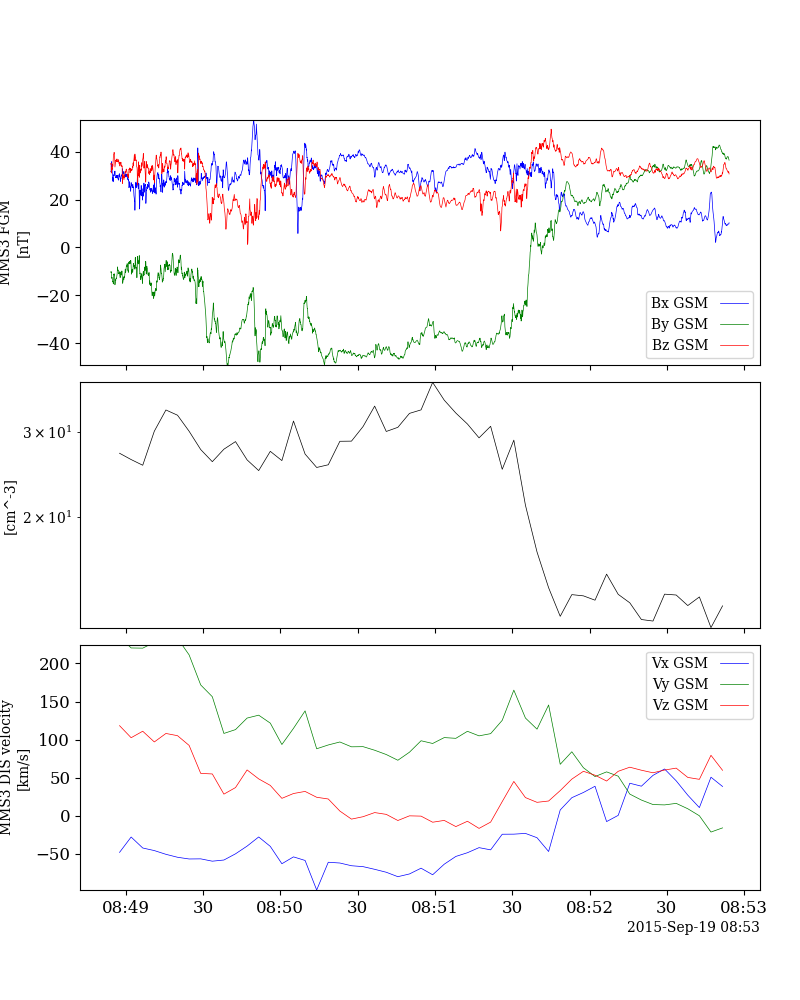 MMS3 FGM
[nT]
40
20
0
−20
−40
Bx GSM
By GSM
Bz GSM
[cm^-3]
3 × 10¹
2 × 10¹
MMS3 DIS velocity
[km/s]
200
150
100
50
0
−50
Vx GSM
Vy GSM
Vz GSM
08:49 30 08:50 30 08:51 30 08:52 30 08:53
2015-Sep-19 08:53